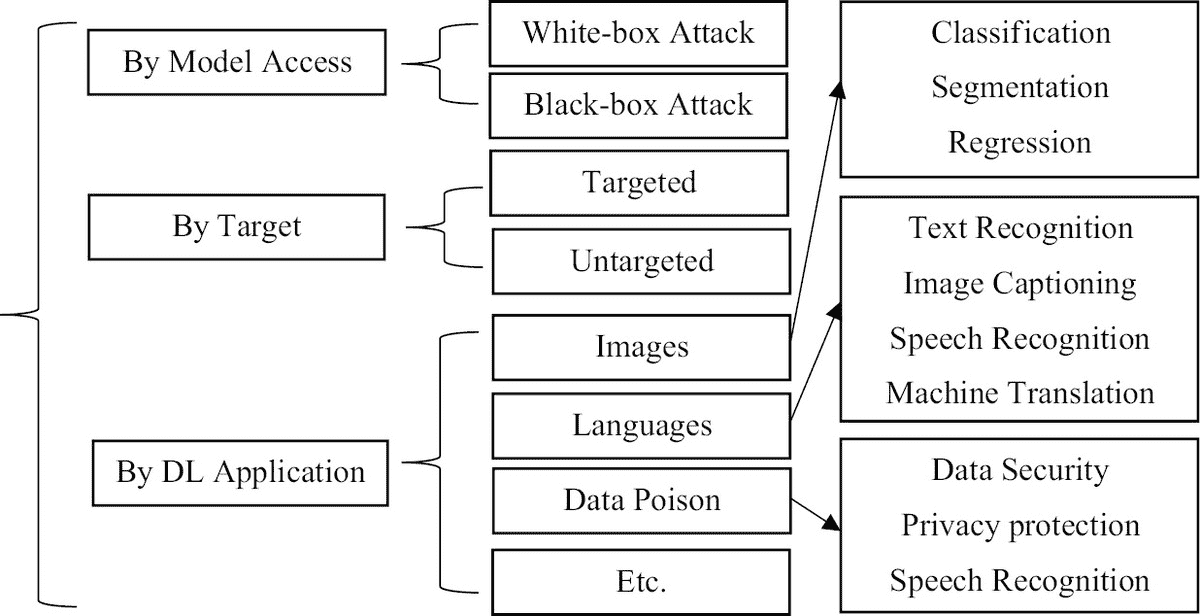 By Model Access
White-box Attack
Black-box Attack
By Target
Targeted
Untargeted
By DL Application
Images
Languages
Data Poison
Etc.
Classification
Segmentation
Regression
Text Recognition
Image Captioning
Speech Recognition
Machine Translation
Data Security
Privacy protection
Speech Recognition